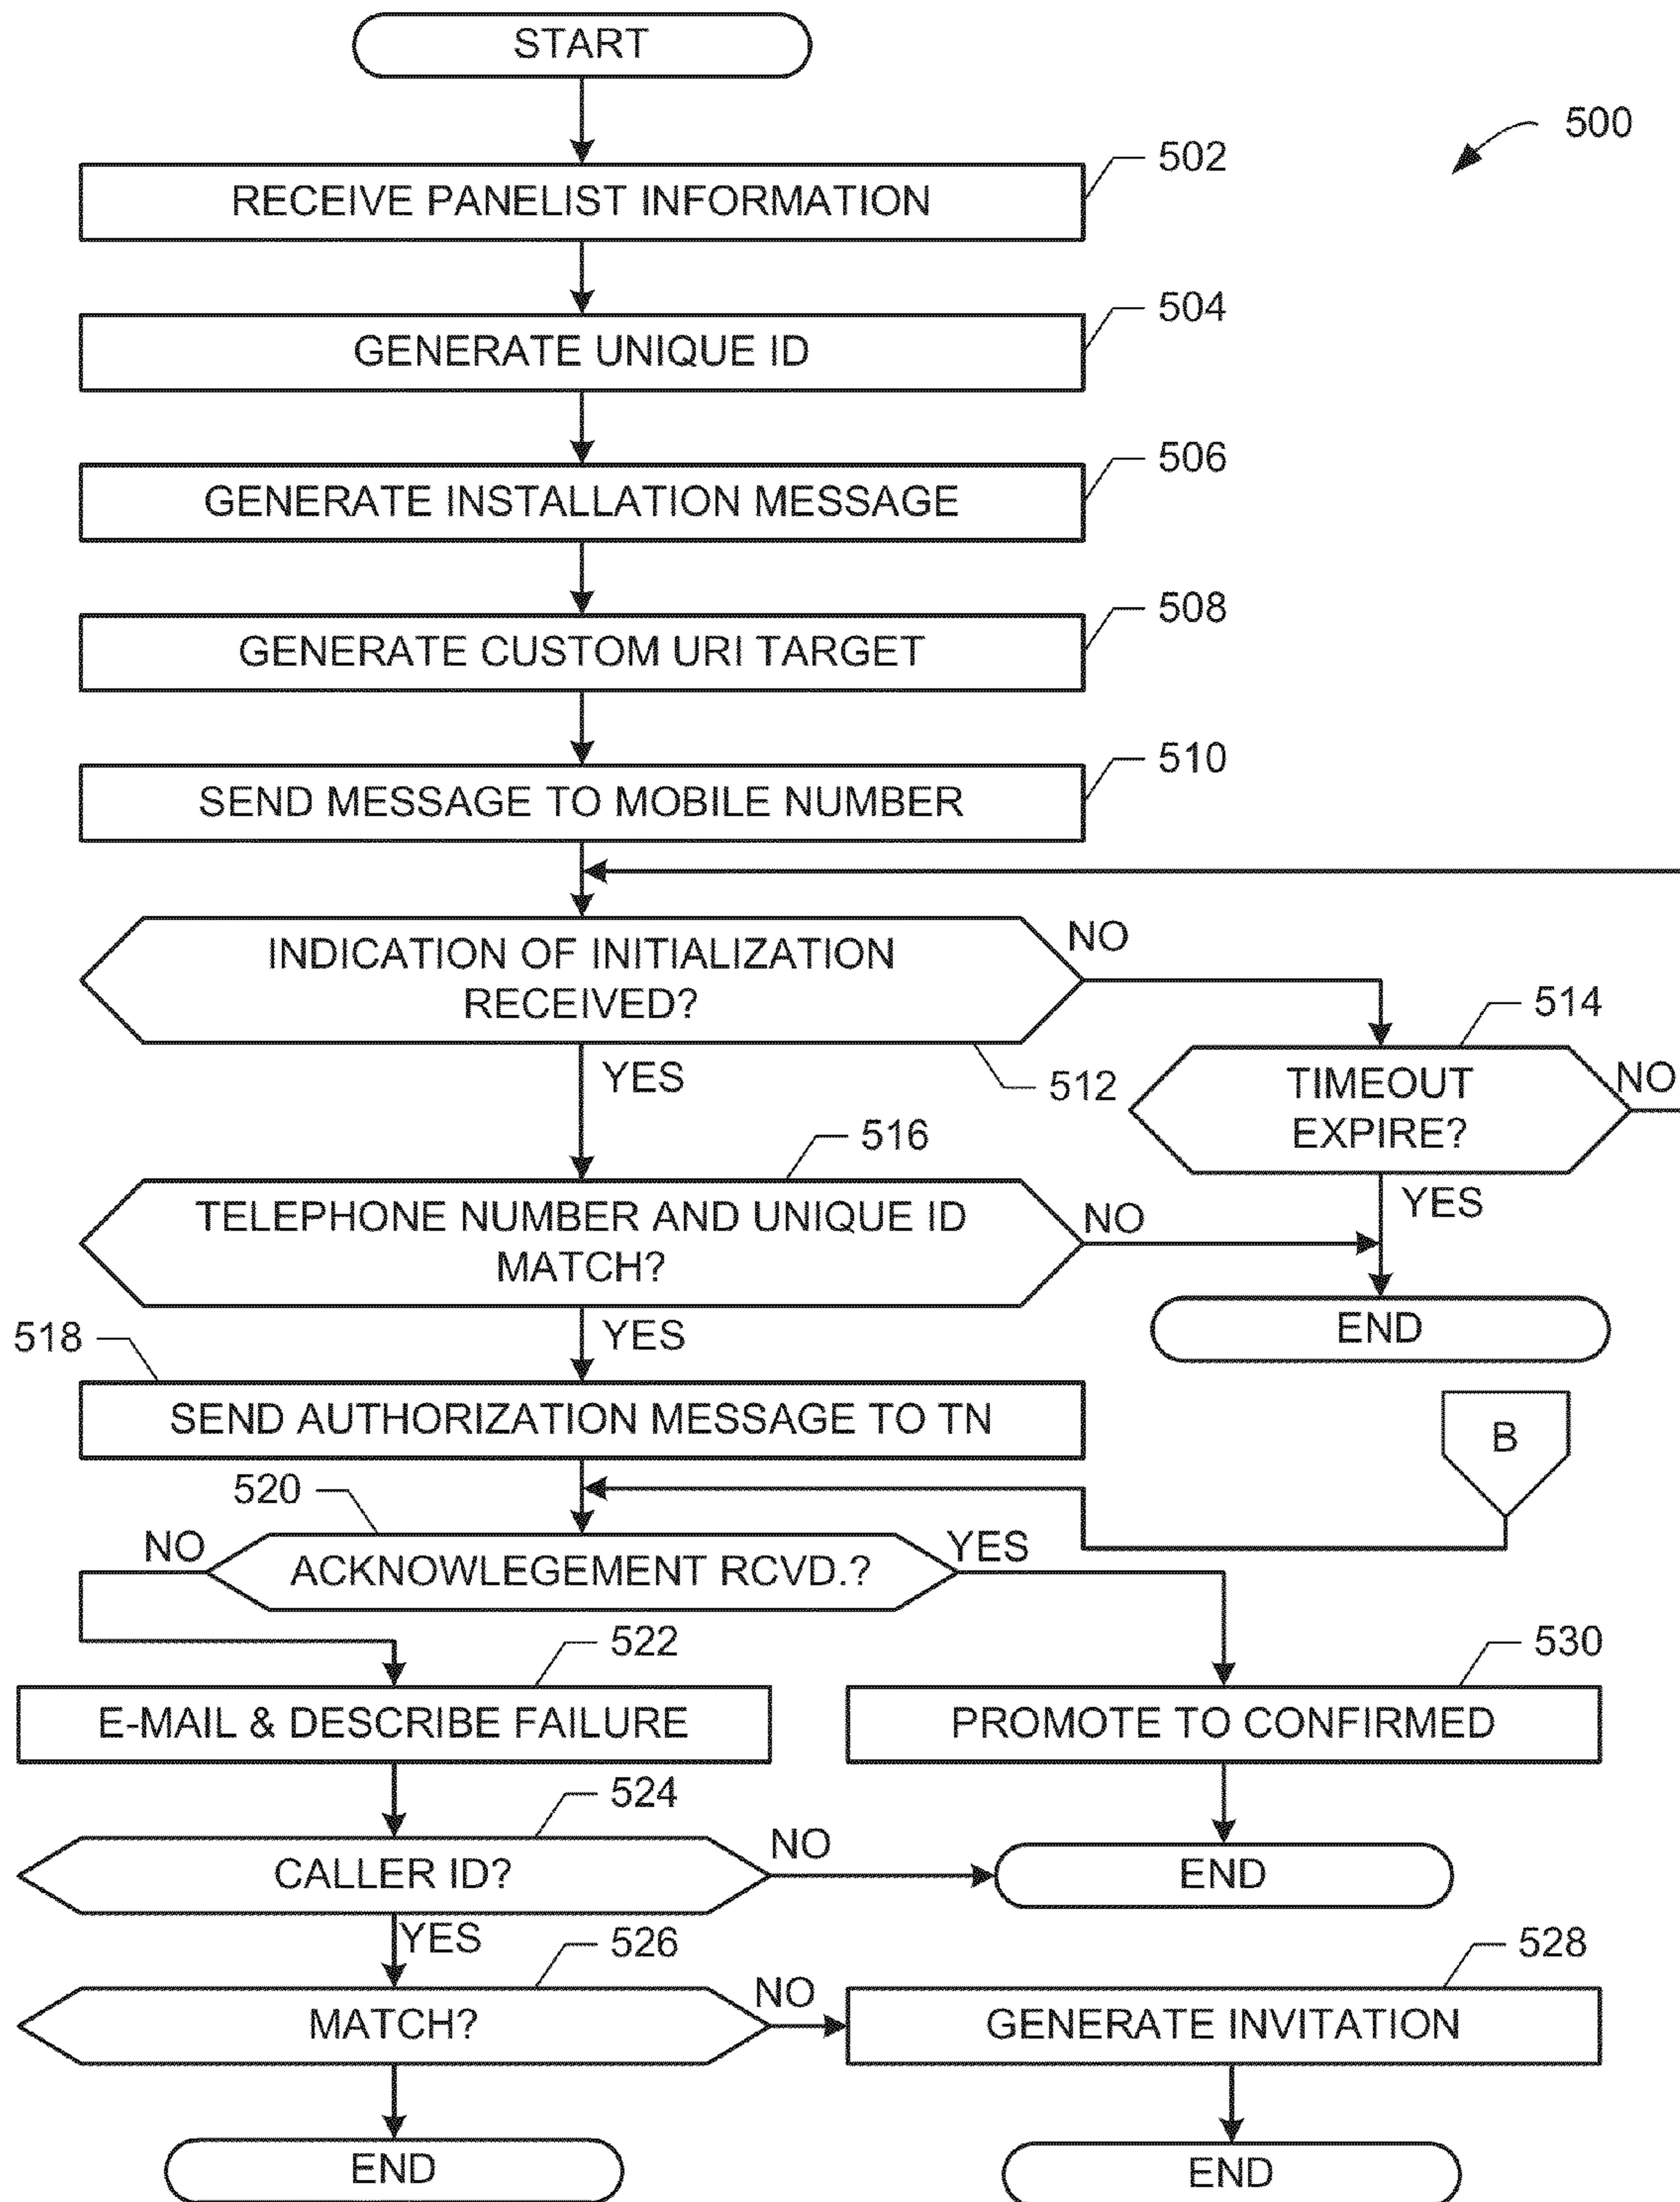 START
500
502
RECEIVE PANELIST INFORMATION
504
GENERATE UNIQUE ID
506
GENERATE INSTALLATION MESSAGE
508
GENERATE CUSTOM URI TARGET
510
SEND MESSAGE TO MOBILE NUMBER
INDICATION OF INITIALIZATION
RECEIVED?
NO
512
YES
514
TIMEOUT
EXPIRE?
NO
YES
516
TELEPHONE NUMBER AND UNIQUE ID
MATCH?
NO
END
YES
518
SEND AUTHORIZATION MESSAGE TO TN
B
520
NO
ACKNOWLEGEMENT RCVD.?
YES
522
E-MAIL & DESCRIBE FAILURE
530
PROMOTE TO CONFIRMED
524
CALLER ID?
NO
END
YES
526
MATCH?
NO
528
GENERATE INVITATION
END
END